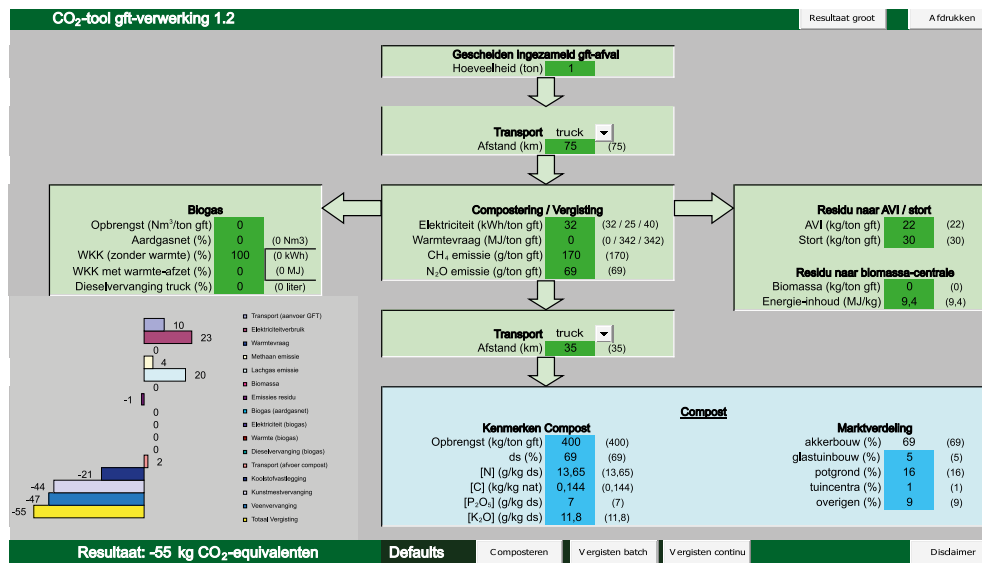 CO₂-tool gft-verwerking 1.2
Resultaat groot
Afdrukken
Gescheiden ingezameld gft-afval
Hoeveelheid (ton) 1
Transport truck
Afstand (km) 75 (75)
Biogas
Opbrengst (Nm³/ton gft) 0
Aardgasnet (%) 0 (0 Nm3)
WKK (zonder warmte) 100 (0 kWh)
WKK met warmte-afzet (%) 0 (0 MJ)
Dieselvervanging truck (%) 0 (0 liter)
Compostering / Vergisting
Elektriciteit (kWh/ton gft) 32 (32 / 25 / 40)
Warmtevraag (MJ/ton gft) 0 (0 / 342 / 342)
CH₄ emissie (g/ton gft) 170 (170)
N₂O emissie (g/ton gft) 69 (69)
Residu naar AVI / stort
AVI (kg/ton gft) 22 (22)
Stort (kg/ton gft) 30 (30)
Residu naar biomassa-centrale
Biomassa (kg/ton gft) 0 (0)
Energie-inhoud (MJ/kg) 9,4 (9,4)
Transport truck
Afstand (km) 35 (35)
10
23
0
4
20
0
-1
0
0
0
0
2
-21
-44
-47
-55
Transport (aanvoer GFT)
Elektriciteitverbruik
Warmtevraag
Methaan emissie
Lachgas emissie
Biomassa
Emissies residu
Biogas (aardgasnet)
Elektriciteit (biogas)
Warmte (biogas)
Dieselvervanging (biogas)
Transport (afvoer compost)
Koolstofvastlegging
Kunstmestvervanging
Veenvervanging
Totaal Vergisting
Compost
Kenmerken Compost
Opbrengst (kg/ton gft) 400 (400)
ds (%) 69 (69)
[N] (g/kg ds) 13,65 (13,65)
[C] (kg/kg nat) 0,144 (0,144)
[P₂O₅] (g/kg ds) 7 (7)
[K₂O] (g/kg ds) 11,8 (11,8)
Marktverdeling
akkerbouw (%) 69 (69)
glastuinbouw (%) 5 (5)
potgrond (%) 16 (16)
tuincentra (%) 1 (1)
overigen (%) 9 (9)
Resultaat: -55 kg CO₂-equivalenten
Defaults
Composteren
Vergisten batch
Vergisten continu
Disclaimer